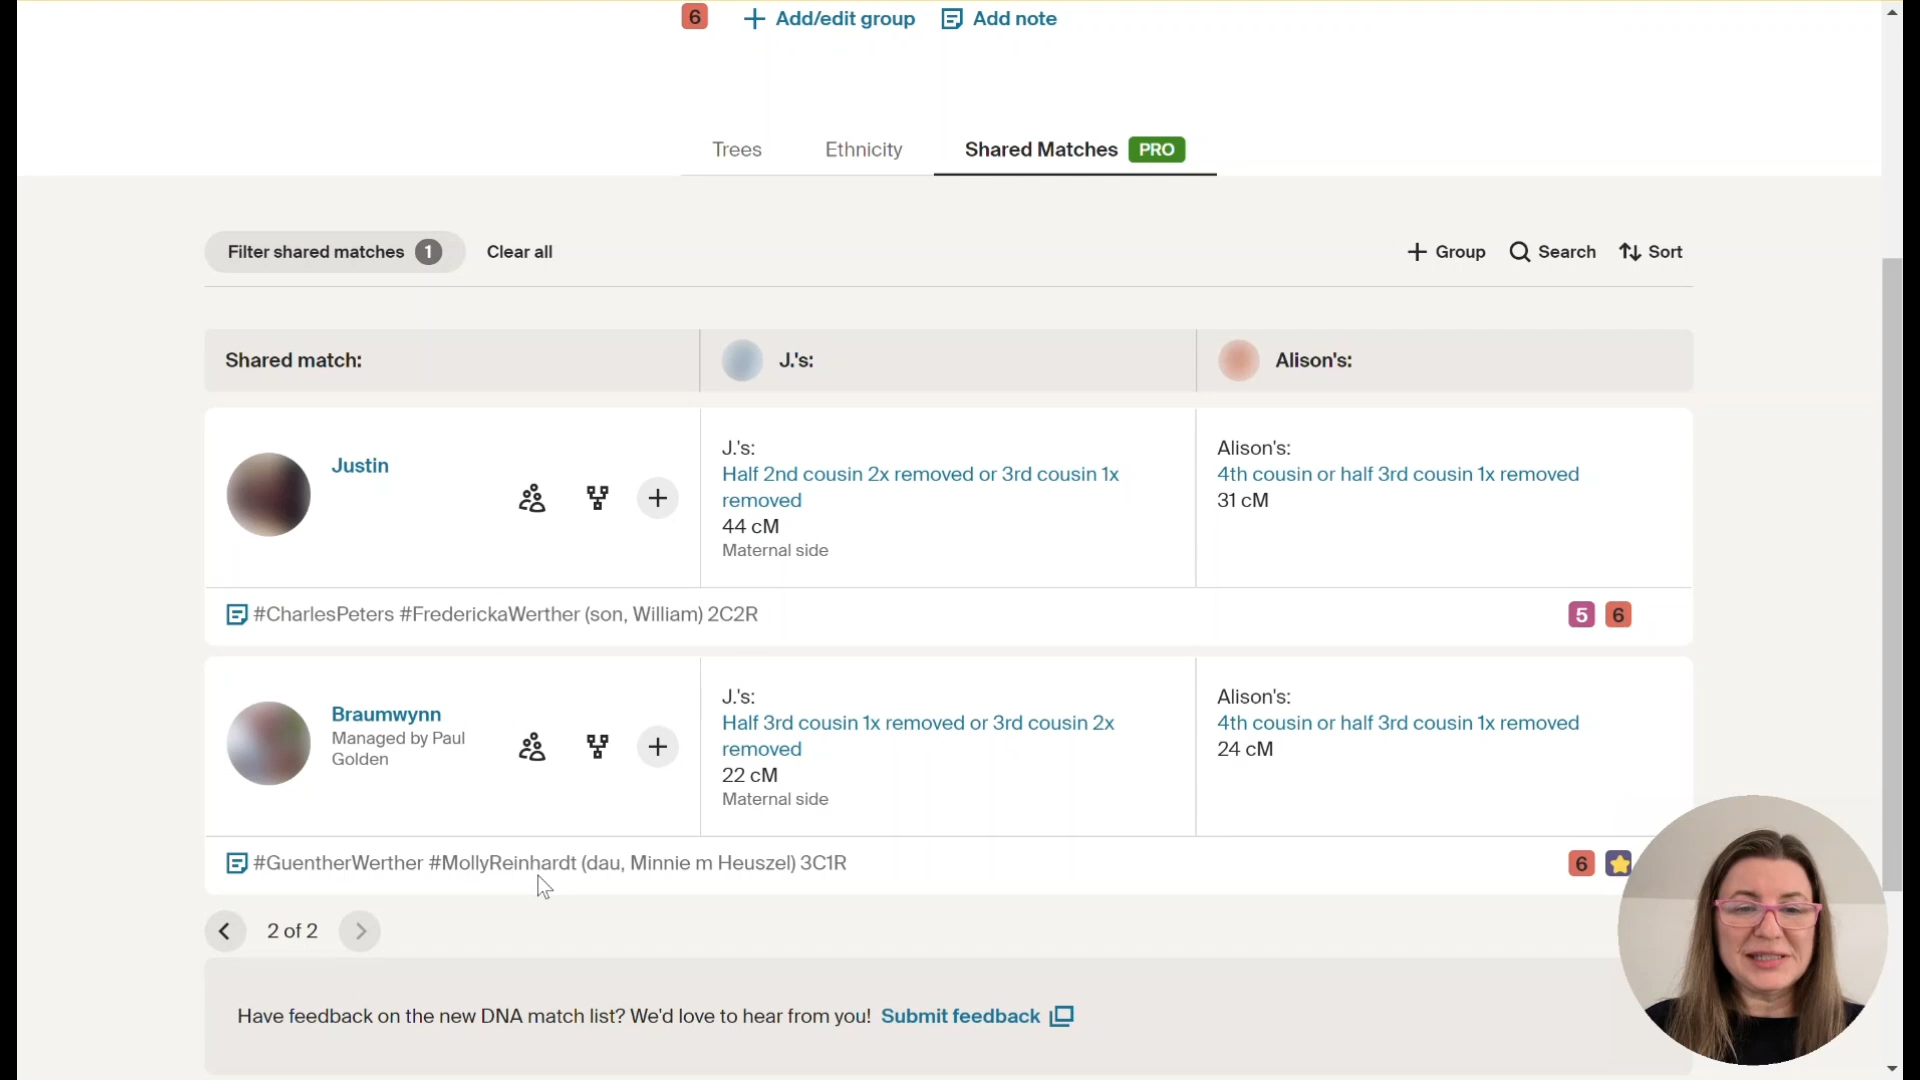 6 Add/edit group Add note
Trees Ethnicity Shared Matches PRO
Filter shared matches 1 Clear all Group Search Sort
Shared match: J.'s: Alison's:
Justin
J.'s:
Half 2nd cousin 2x removed or 3rd cousin 1x
removed
44 cM
Maternal side
Alison's:
4th cousin or half 3rd cousin 1x removed
31 cM
#CharlesPeters #FrederickaWerther (son, William) 2C2R 5 6
Braumwynn
Managed by Paul
Golden
J.'s:
Half 3rd cousin 1x removed or 3rd cousin 2x
removed
22 cM
Maternal side
Alison's:
4th cousin or half 3rd cousin 1x removed
24 cM
#GuentherWerther #MollyReinhardt (dau, Minnie m Heuszel) 3C1R 6
2 of 2
Have feedback on the new DNA match list? We'd love to hear from you! Submit feedback